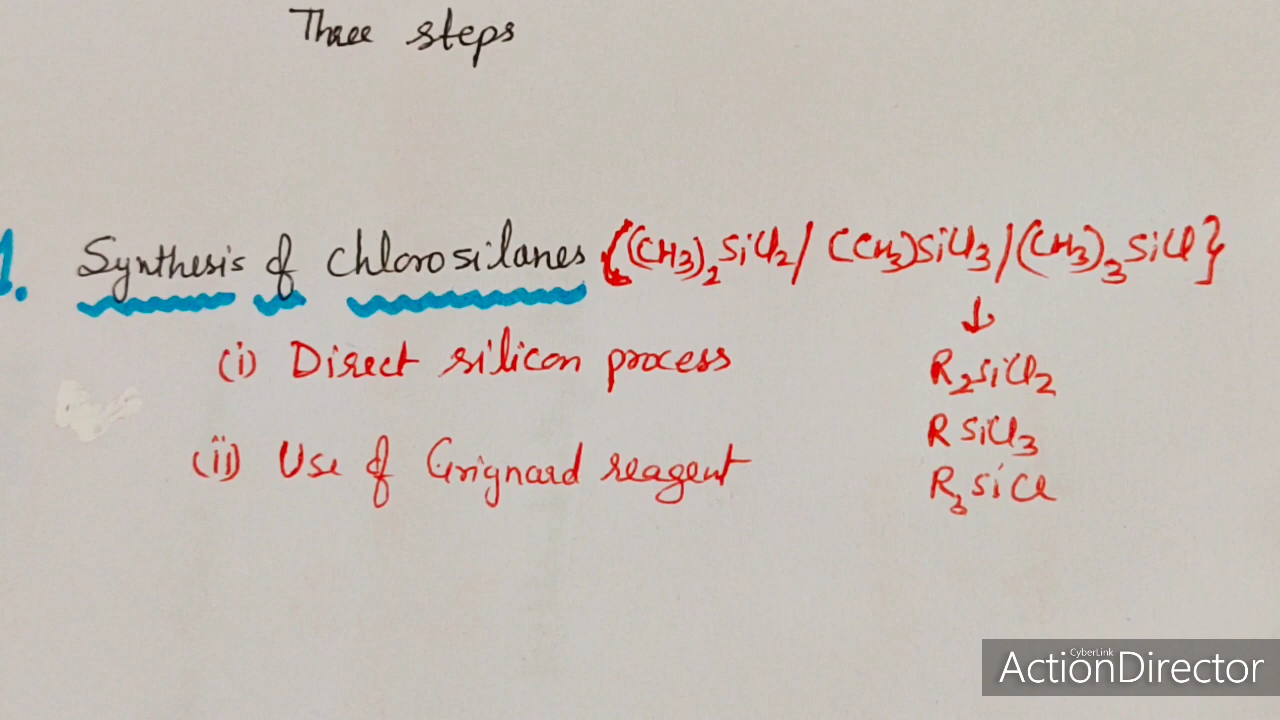 Three steps
1. Synthesis of chlorosilanes {(CH3)2SiCl2/ (CH3)SiCl3/(CH3)3SiCl}
↓
(i) Direct silicon process R2SiCl2
RSiCl3
(ii) Use of Grignard reagent R3SiCl
CyberLink
ActionDirector